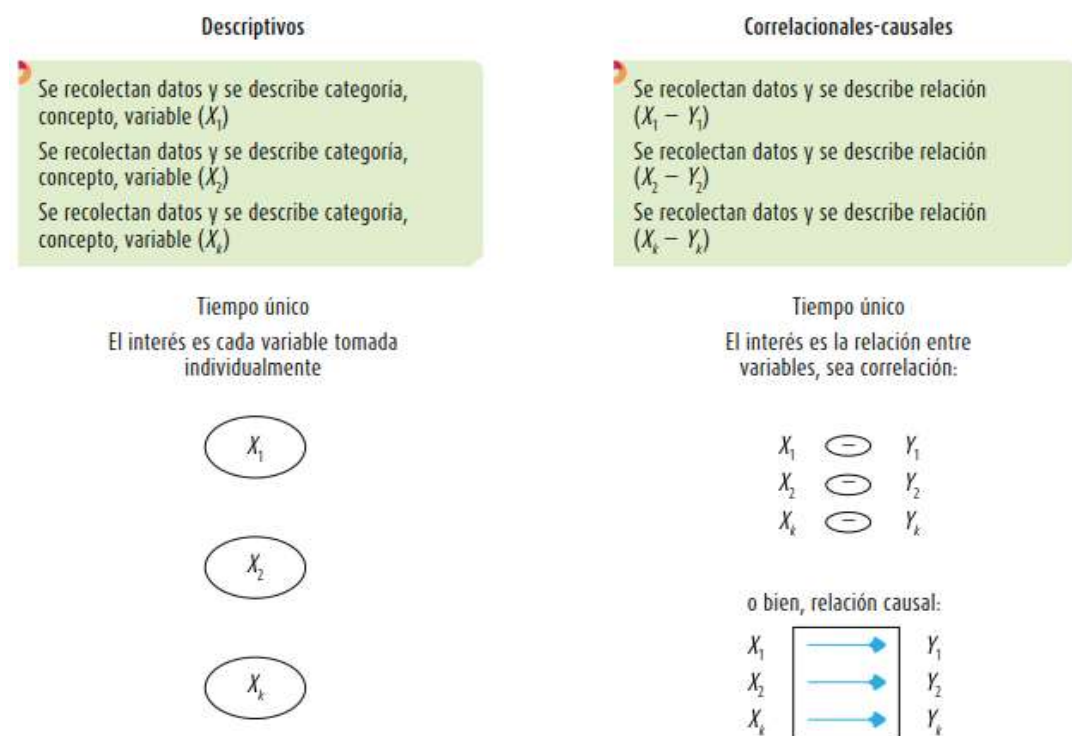 Descriptivos
Se recolectan datos y se describe categoría,
concepto, variable (X₁)
Se recolectan datos y se describe categoría,
concepto, variable (X₂)
Se recolectan datos y se describe categoría,
concepto, variable (Xₖ)
Tiempo único
El interés es cada variable tomada
individualmente
X₁
X₂
Xₖ
Correlacionales-causales
Se recolectan datos y se describe relación
(X₁ – Y₁)
Se recolectan datos y se describe relación
(X₂ – Y₂)
Se recolectan datos y se describe relación
(Xₖ – Yₖ)
Tiempo único
El interés es la relación entre
variables, sea correlación:
X₁ – Y₁
X₂ – Y₂
Xₖ – Yₖ
o bien, relación causal:
X₁ Y₁
X₂ Y₂
Xₖ Yₖ